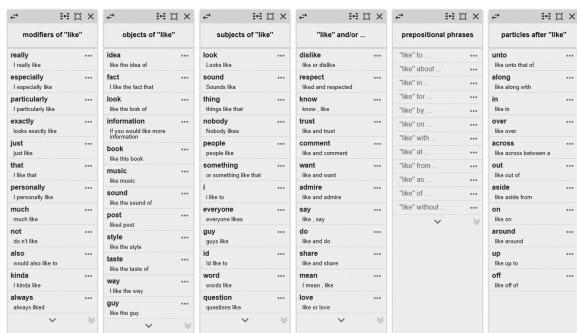 modifiers of "like"
really
I really like
especially
I especially like
particularly
I particularly like
exactly
looks exactly like
just
just like
that
I like that
personally
I personally like
much
much like
not
do n't like
also
would also like to
kinda
I kinda like
always
always liked
objects of "like"
idea
like the idea of
fact
I like the fact that
look
like the look of
information
If you would like more
information
book
like this book
music
like music
sound
like the sound of
post
liked post
style
like the style
taste
like the taste of
way
I like the way
guy
like the guy
subjects of "like"
look
Looks like
sound
Sounds like
thing
things like that
nobody
Nobody likes
people
people like
something
or something like that
i
I like to
everyone
everyone likes
guy
guys like
id
Id like to
word
words like
question
questions like
"like" and/or ...
dislike
like or dislike
respect
liked and respected
know
know , like
trust
like and trust
comment
like and comment
want
like and want
admire
like and admire
say
like , say
do
like and do
share
like and share
mean
I mean , like
love
like or love
prepositional phrases
"like" to ...
"like" about ...
"like" in ...
"like" for ...
"like" by ...
"like" on ...
"like" with ...
"like" at ...
"like" from ...
"like" as ...
"like" of ...
"like" without ...
particles after "like"
unto
like unto that of
along
like along with
in
like in
over
like over
across
like across between a
out
like out of
aside
like aside from
on
like on
around
like around
up
like up to
off
like off of